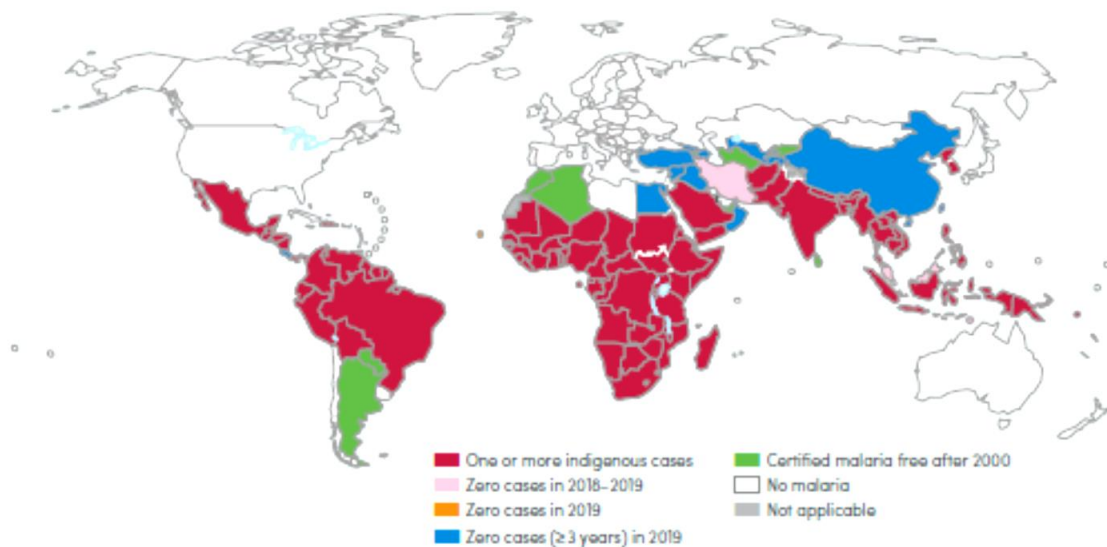 One or more indigenous cases
Zero cases in 2018–2019
Zero cases in 2019
Zero cases (≥3 years) in 2019
Certified malaria free after 2000
No malaria
Not applicable